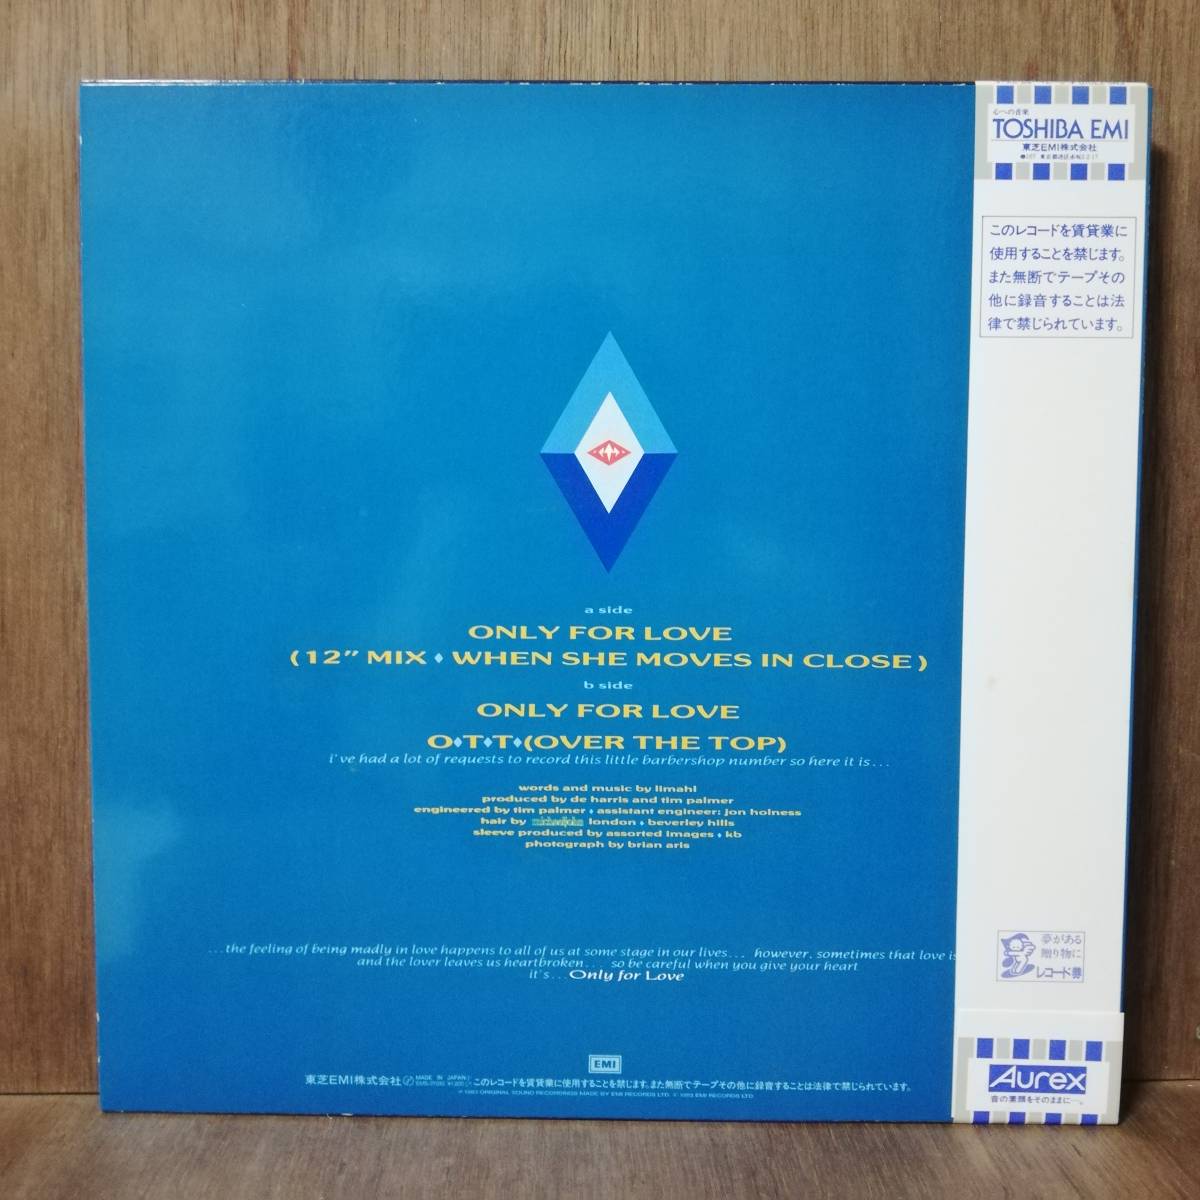 a side
ONLY FOR LOVE
(12” MIX ♦ WHEN SHE MOVES IN CLOSE)
b side
ONLY FOR LOVE
O♦T♦T♦(OVER THE TOP)
i've had a lot of requests to record this little barbershop number so here it is...
words and music by limahl
produced by de harris and tim palmer
engineered by tim palmer ♦ assistant engineer: jon holness
hair by michaeljohn london ♦ beverley hills
sleeve produced by assorted images ♦ kb
photograph by brian aris
...the feeling of being madly in love happens to all of us at some stage in our lives... however, sometimes that love is
and the lover leaves us heartbroken... so be careful when you give your heart
it's...Only for Love
EMI
東芝EMI株式会社 MADE IN JAPAN このレコードを賃貸業に使用することを禁じます。また無断でテープその他に録音することは法律で禁じられています。
℗ 1983 ORIGINAL SOUND RECORDINGS MADE BY EMI RECORDS LTD. © 1983 EMI RECORDS LTD
心への音楽
TOSHIBA EMI
東芝EMI株式会社
このレコードを賃貸業に
使用することを禁じます。
また無断でテープその
他に録音することは法
律で禁じられています。
夢がある
贈り物に
レコード券
Aurex
音の素顔をそのままに…。